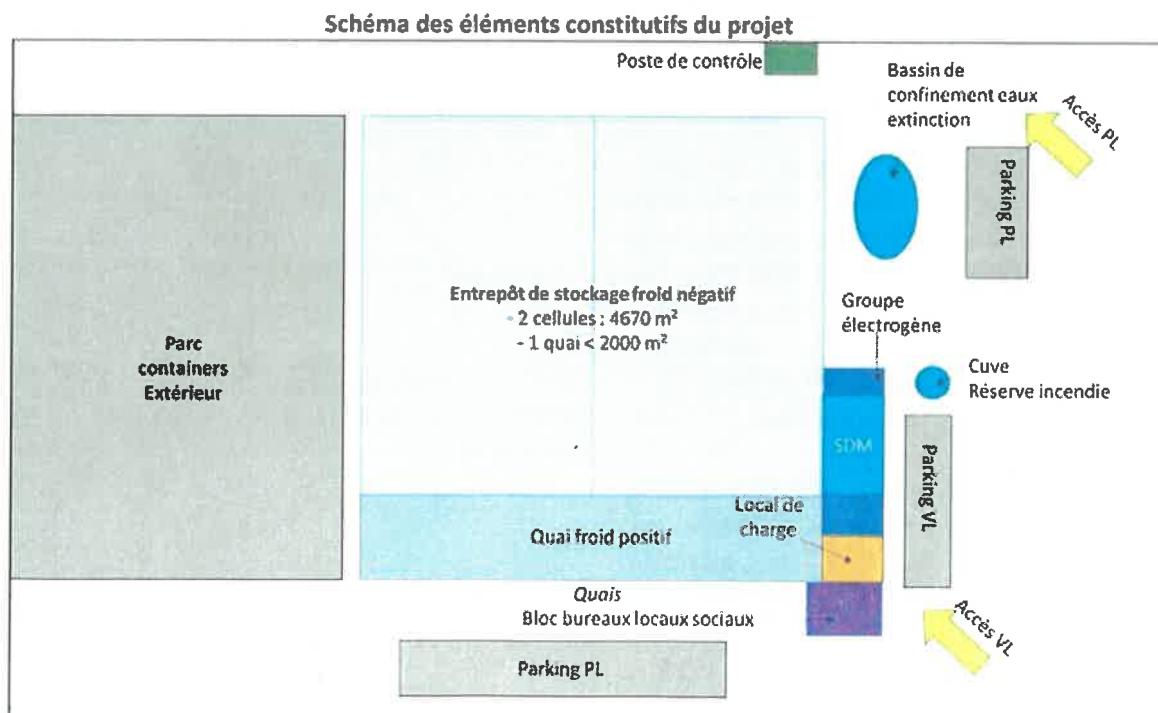 Schéma des éléments constitutifs du projet
Poste de contrôle
Bassin de
confinement eaux
extinction
Accès PL
Parking PL
Entrepôt de stockage froid négatif
- 2 cellules : 4670 m²
- 1 quai < 2000 m²
Parc
containers
Extérieur
Groupe
électrogène
Cuve
Réserve incendie
SDM
Parking VL
Local de
charge
Quai froid positif
Quais
Bloc bureaux locaux sociaux
Accès VL
Parking PL